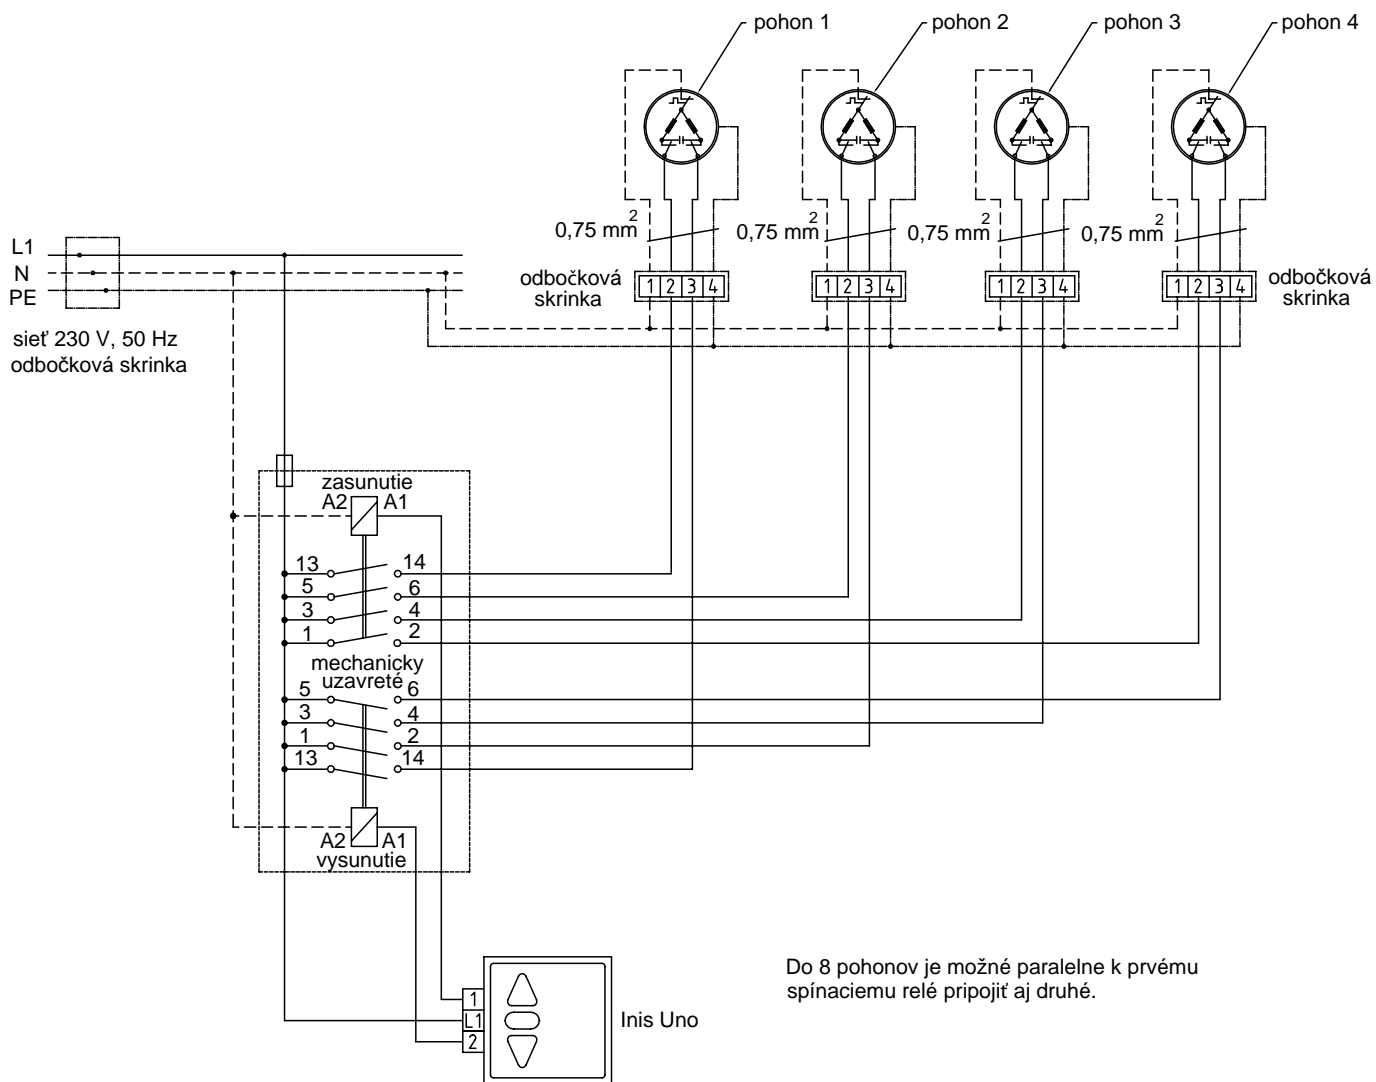 pohon 1
pohon 2
pohon 3
pohon 4
0,75 mm²
0,75 mm²
0,75 mm²
0,75 mm²
L1
N
PE
sieť 230 V, 50 Hz
odbočková skrinka
odbočková
skrinka
1 2 3 4
1 2 3 4
1 2 3 4
1 2 3 4
odbočková
skrinka
zasunutie
A2 A1
13 14
5 6
3 4
1 2
mechanicky
uzavreté
5 6
3 4
1 2
13 14
A2 A1
vysunutie
1
L1
2
Inis Uno
Do 8 pohonov je možné paralelne k prvému
spínaciemu relé pripojiť aj druhé.